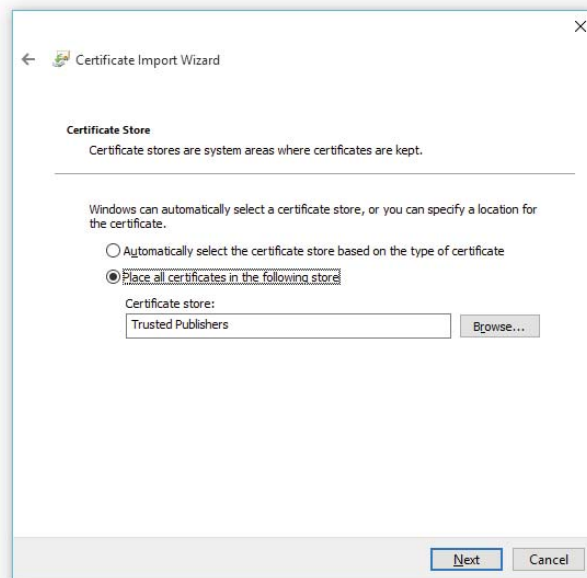 Certificate Import Wizard
Certificate Store
Certificate stores are system areas where certificates are kept.
Windows can automatically select a certificate store, or you can specify a location for
the certificate.
Automatically select the certificate store based on the type of certificate
Place all certificates in the following store
Certificate store:
Trusted Publishers
Browse...
Next
Cancel